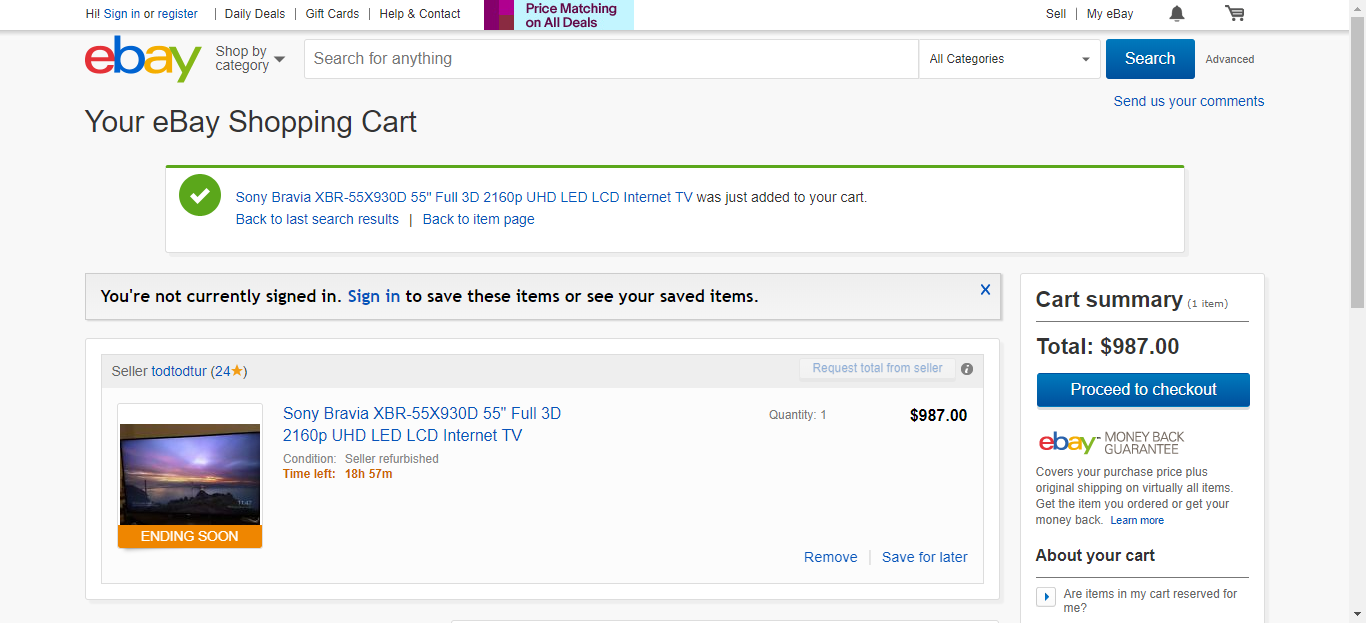 Hi! Sign in or register | Daily Deals | Gift Cards | Help & Contact
Price Matching
on All Deals
Sell | My eBay
ebay
Shop by
category
Search for anything
All Categories
Search
Advanced
Send us your comments
Your eBay Shopping Cart
Sony Bravia XBR-55X930D 55" Full 3D 2160p UHD LED LCD Internet TV was just added to your cart.
Back to last search results | Back to item page
You're not currently signed in. Sign in to save these items or see your saved items.
X
Seller todtodtur (24★)
Request total from seller
i
Sony Bravia XBR-55X930D 55" Full 3D
2160p UHD LED LCD Internet TV
Condition: Seller refurbished
Time left: 18h 57m
Quantity: 1
$987.00
11:42
ENDING SOON
Remove | Save for later
Cart summary (1 item)
Total: $987.00
Proceed to checkout
ebay™ MONEY BACK
GUARANTEE
Covers your purchase price plus
original shipping on virtually all items.
Get the item you ordered or get your
money back. Learn more
About your cart
Are items in my cart reserved for
me?